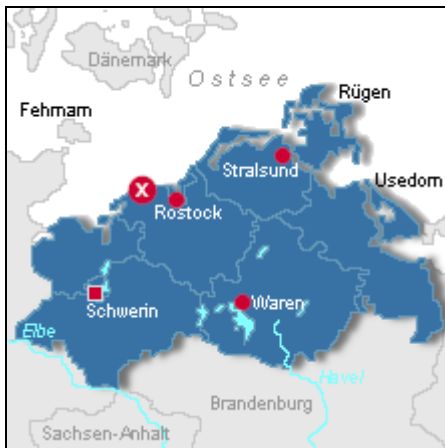 Dänemark
Ostsee
Rügen
Fehmarn
Stralsund
Usedom
X
Rostock
Schwerin
Waren
Elbe
Havel
Brandenburg
Sachsen-Anhalt